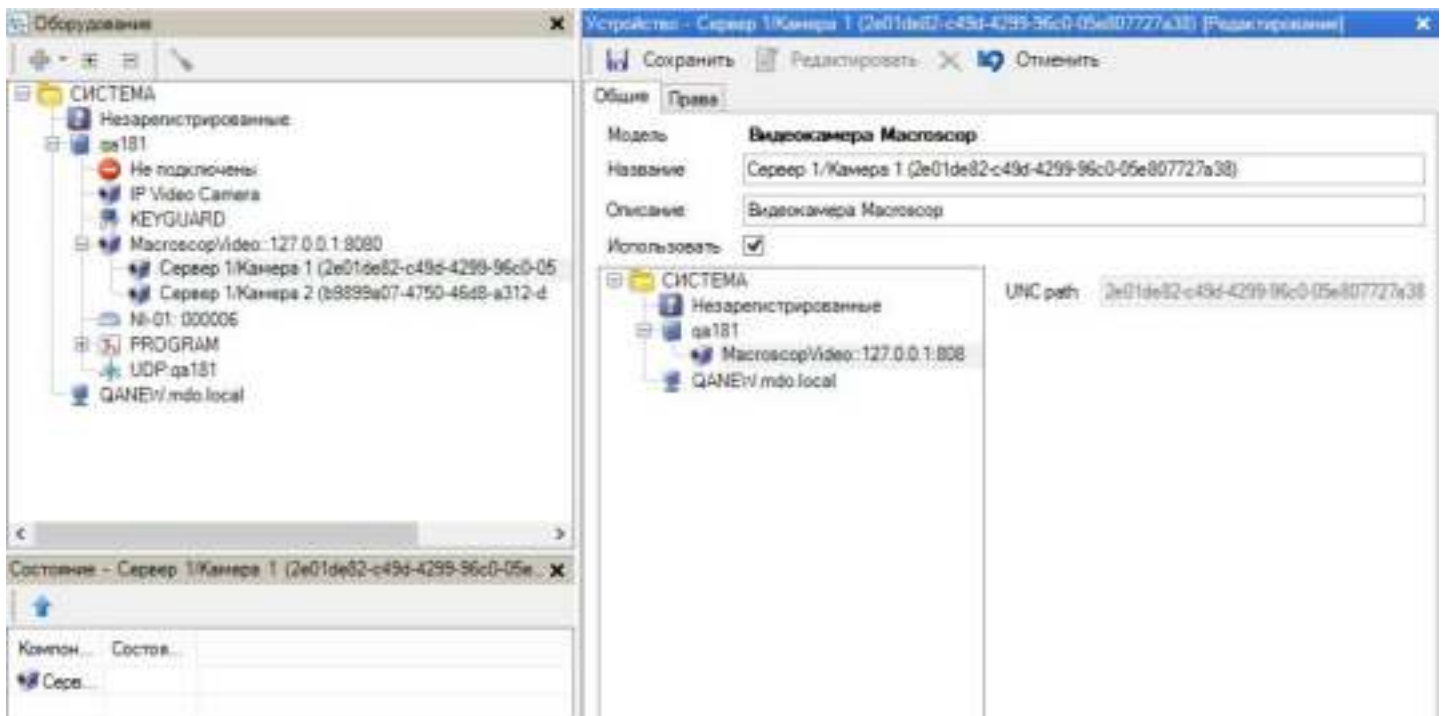 Оборудование
СИСТЕМА
Незарегистрированные
qa181
Не подключены
IP Video Camera
KEYGUARD
MacroscopVideo::127.0.0.1:8080
Сервер 1/Камера 1 (2e01de82-c49d-4299-96c0-05
Сервер 1/Камера 2 (b9899a07-4750-46d8-a312-d
NI-01: 000006
PROGRAM
UDP:qa181
QANEW.mdo.local
Состояние - Сервер 1/Камера 1 (2e01de82-c49d-4299-96c0-05e...
Компон... Состоя...
Серв...
Устройство - Сервер 1/Камера 1 (2e01de82-c49d-4299-96c0-05e807727a38) [Редактирование]
Сохранить Редактировать Отменить
Общие Права
Модель Видеокамера Macroscop
Название Сервер 1/Камера 1 (2e01de82-c49d-4299-96c0-05e807727a38)
Описание Видеокамера Macroscop
Использовать
СИСТЕМА
Незарегистрированные
qa181
MacroscopVideo::127.0.0.1:808
QANEW.mdo.local
UNC path 2e01de82-c49d-4299-96c0-05e807727a38